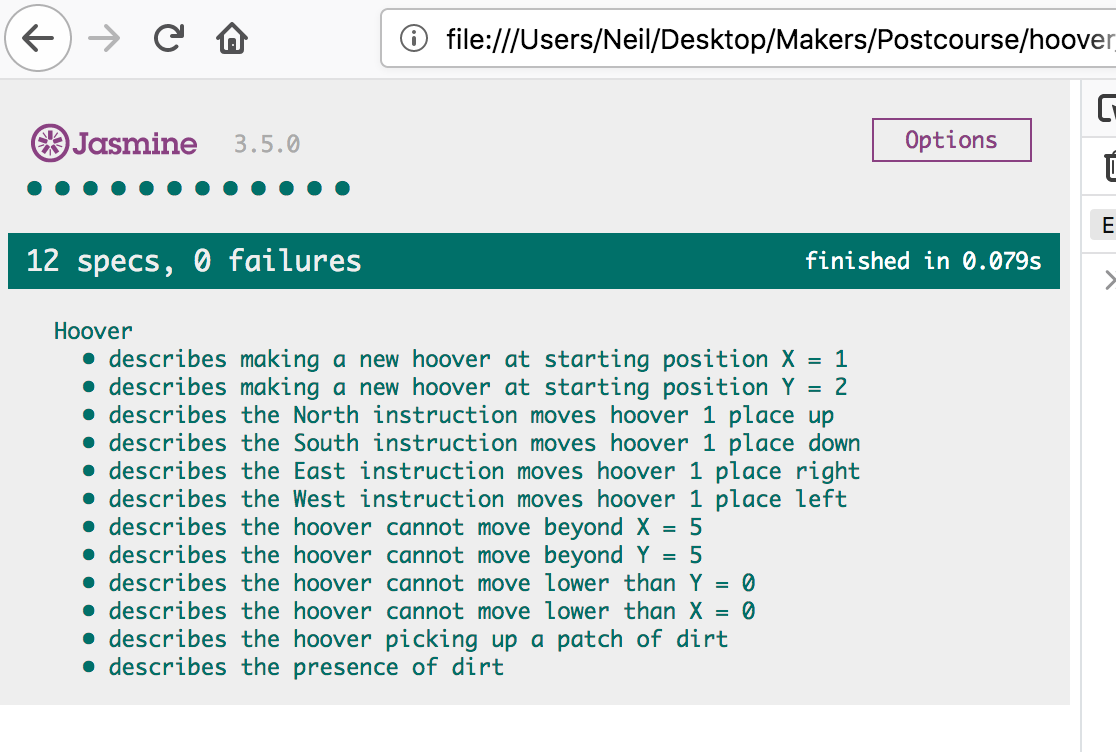 file:///Users/Neil/Desktop/Makers/Postcourse/hoover
Jasmine 3.5.0
Options
12 specs, 0 failures
finished in 0.079s
E
Hoover
• describes making a new hoover at starting position X = 1
• describes making a new hoover at starting position Y = 2
• describes the North instruction moves hoover 1 place up
• describes the South instruction moves hoover 1 place down
• describes the East instruction moves hoover 1 place right
• describes the West instruction moves hoover 1 place left
• describes the hoover cannot move beyond X = 5
• describes the hoover cannot move beyond Y = 5
• describes the hoover cannot move lower than Y = 0
• describes the hoover cannot move lower than X = 0
• describes the hoover picking up a patch of dirt
• describes the presence of dirt